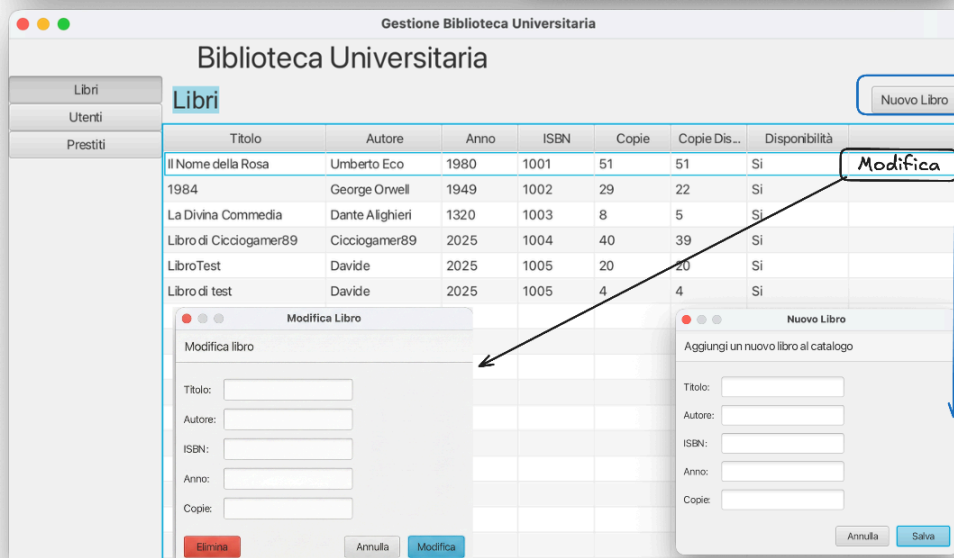 Gestione Biblioteca Universitaria
Biblioteca Universitaria
Libri
Utenti
Prestiti
Libri
Nuovo Libro
Titolo Autore Anno ISBN Copie Copie Dis... Disponibilità
Il Nome della Rosa Umberto Eco 1980 1001 51 51 Si Modifica
1984 George Orwell 1949 1002 29 22 Si
La Divina Commedia Dante Alighieri 1320 1003 8 5 Si
Libro di Cicciogamer89 Cicciogamer89 2025 1004 40 39 Si
LibroTest Davide 2025 1005 20 20 Si
Libro di test Davide 2025 1005 4 4 Si
Modifica Libro
Modifica libro
Titolo:
Autore:
ISBN:
Anno:
Copie:
Elimina Annulla Modifica
Nuovo Libro
Aggiungi un nuovo libro al catalogo
Titolo:
Autore:
ISBN:
Anno:
Copie:
Annulla Salva